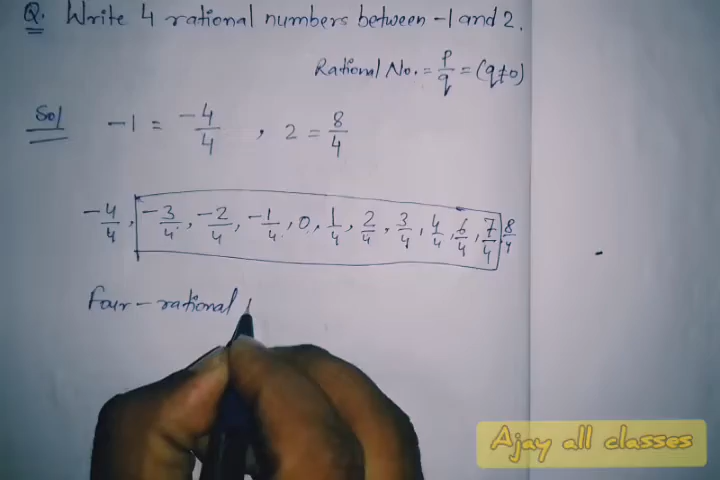 Q. Write 4 rational numbers between -1 and 2.
Rational No. = p/q = (q≠0)
Sol -1 = -4/4 , 2 = 8/4
-4/4, -3/4, -2/4, -1/4, 0, 1/4, 2/4, 3/4, 4/4, 6/4, 7/4, 8/4
four - rational
Ajay all classes